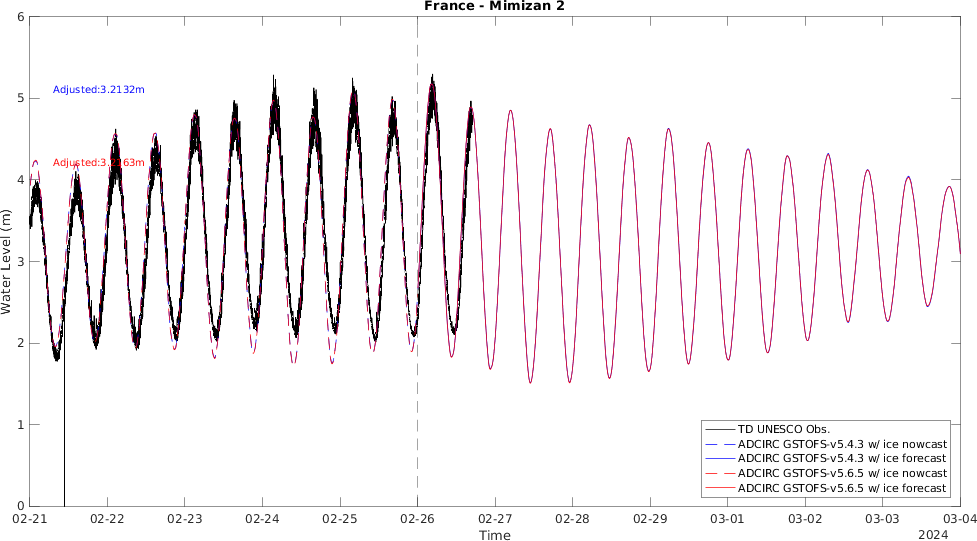 France - Mimizan 2
6
5
4
3
2
1
0
Water Level (m)
Adjusted:3.2132m
Adjusted:3.2163m
TD UNESCO Obs.
ADCIRC GSTOFS-v5.4.3 w/ ice nowcast
ADCIRC GSTOFS-v5.4.3 w/ ice forecast
ADCIRC GSTOFS-v5.6.5 w/ ice nowcast
ADCIRC GSTOFS-v5.6.5 w/ ice forecast
02-21 02-22 02-23 02-24 02-25 02-26 02-27 02-28 02-29 03-01 03-02 03-03 03-04
Time
2024